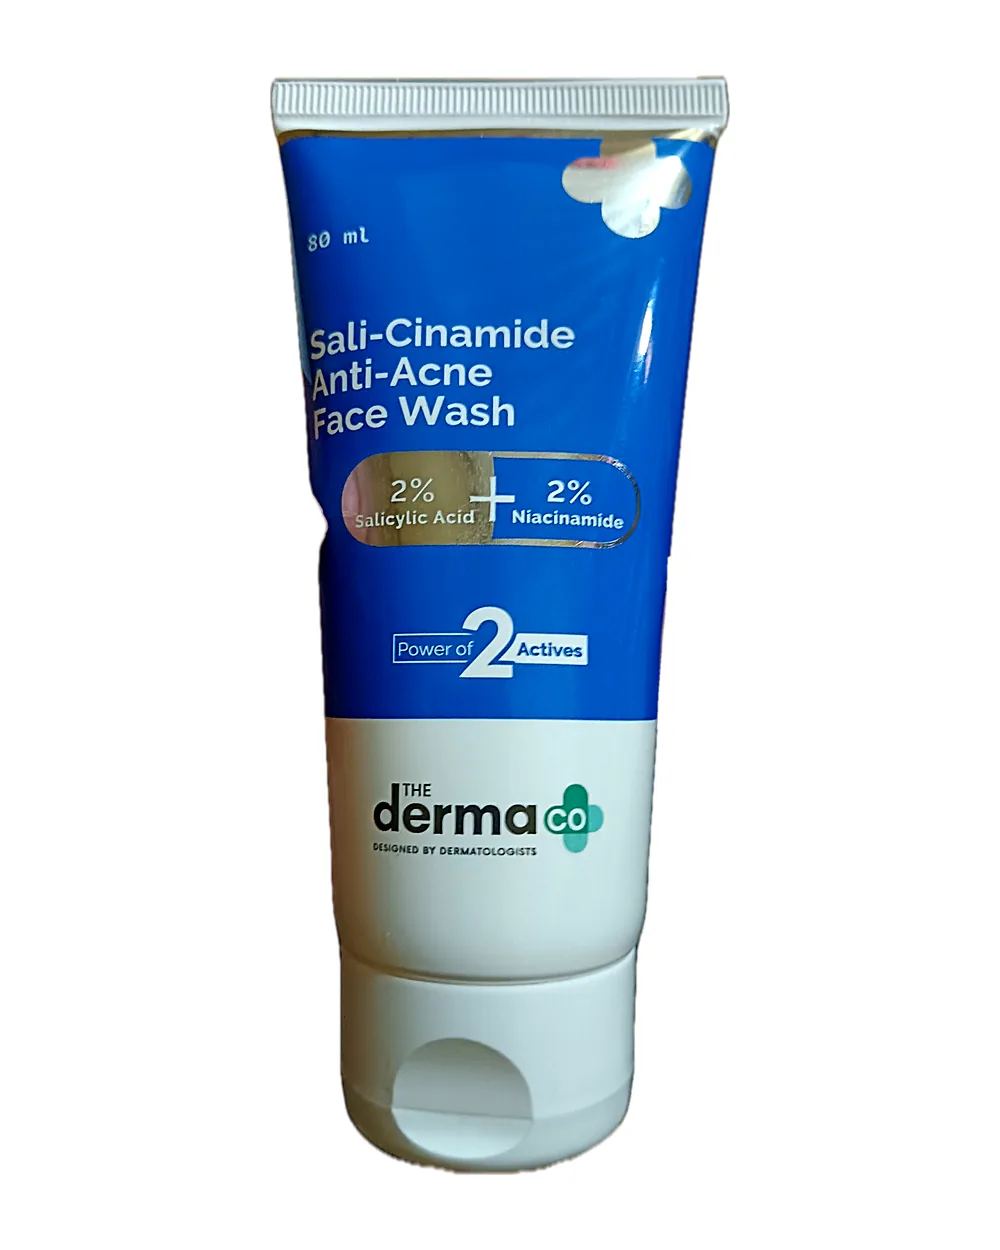 80 ml
Sali-Cinamide
Anti-Acne
Face Wash
2% + 2%
Salicylic Acid Niacinamide
Power of 2 Actives
THE
derma co
DESIGNED BY DERMATOLOGISTS